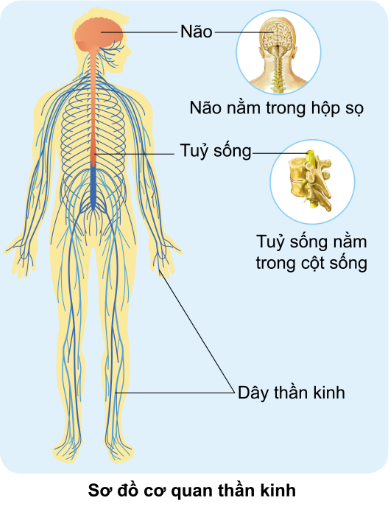 Não
Não nằm trong hộp sọ
Tuỷ sống
Tuỷ sống nằm
trong cột sống
Dây thần kinh
Sơ đồ cơ quan thần kinh